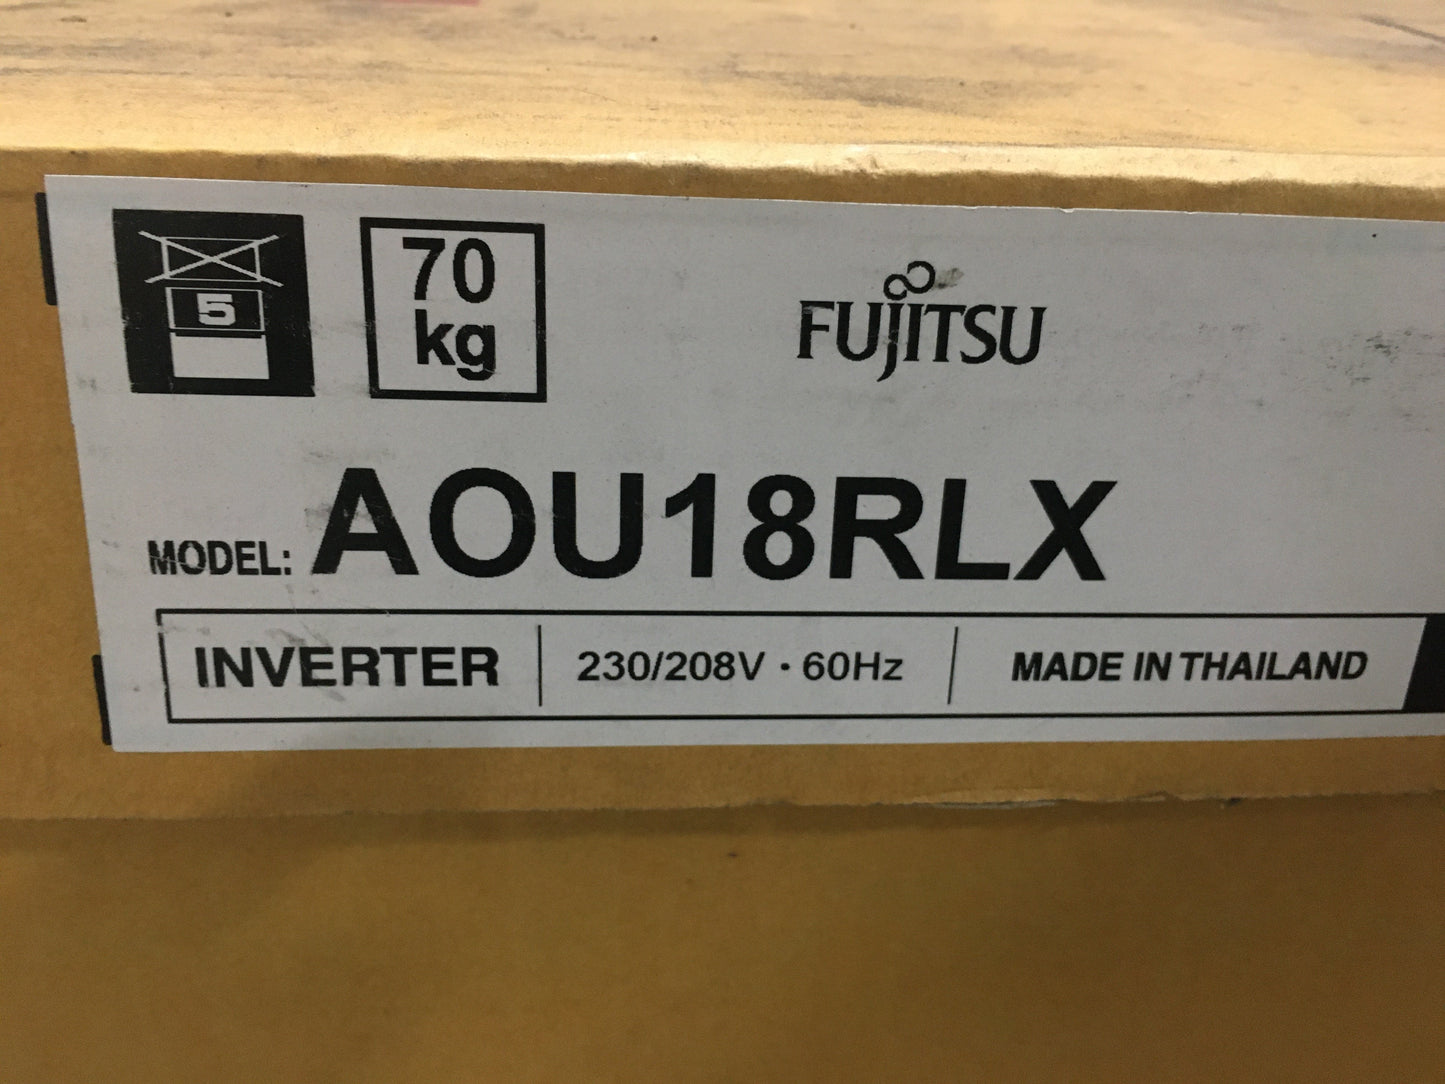 5
70
kg
FUJITSU
MODEL: AOU18RLX
INVERTER 230/208V · 60Hz MADE IN THAILAND